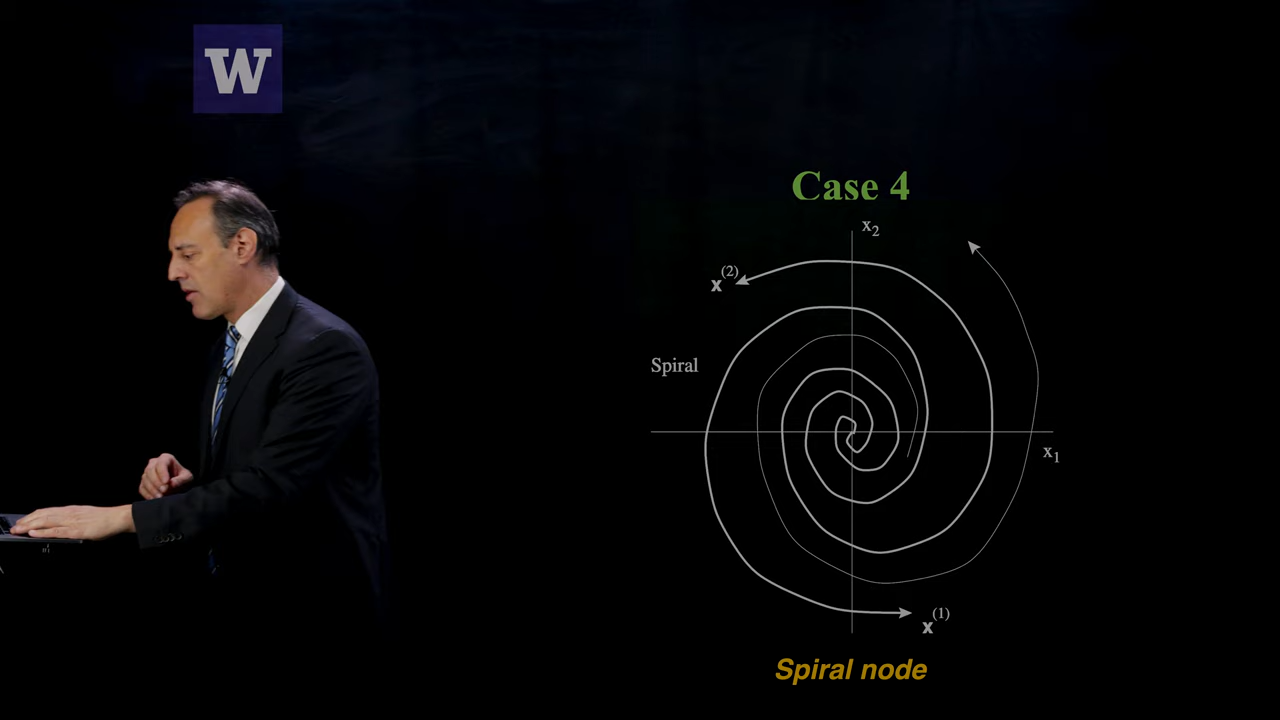 W
Case 4
x₂
x⁽²⁾
Spiral
x₁
x⁽¹⁾
Spiral node